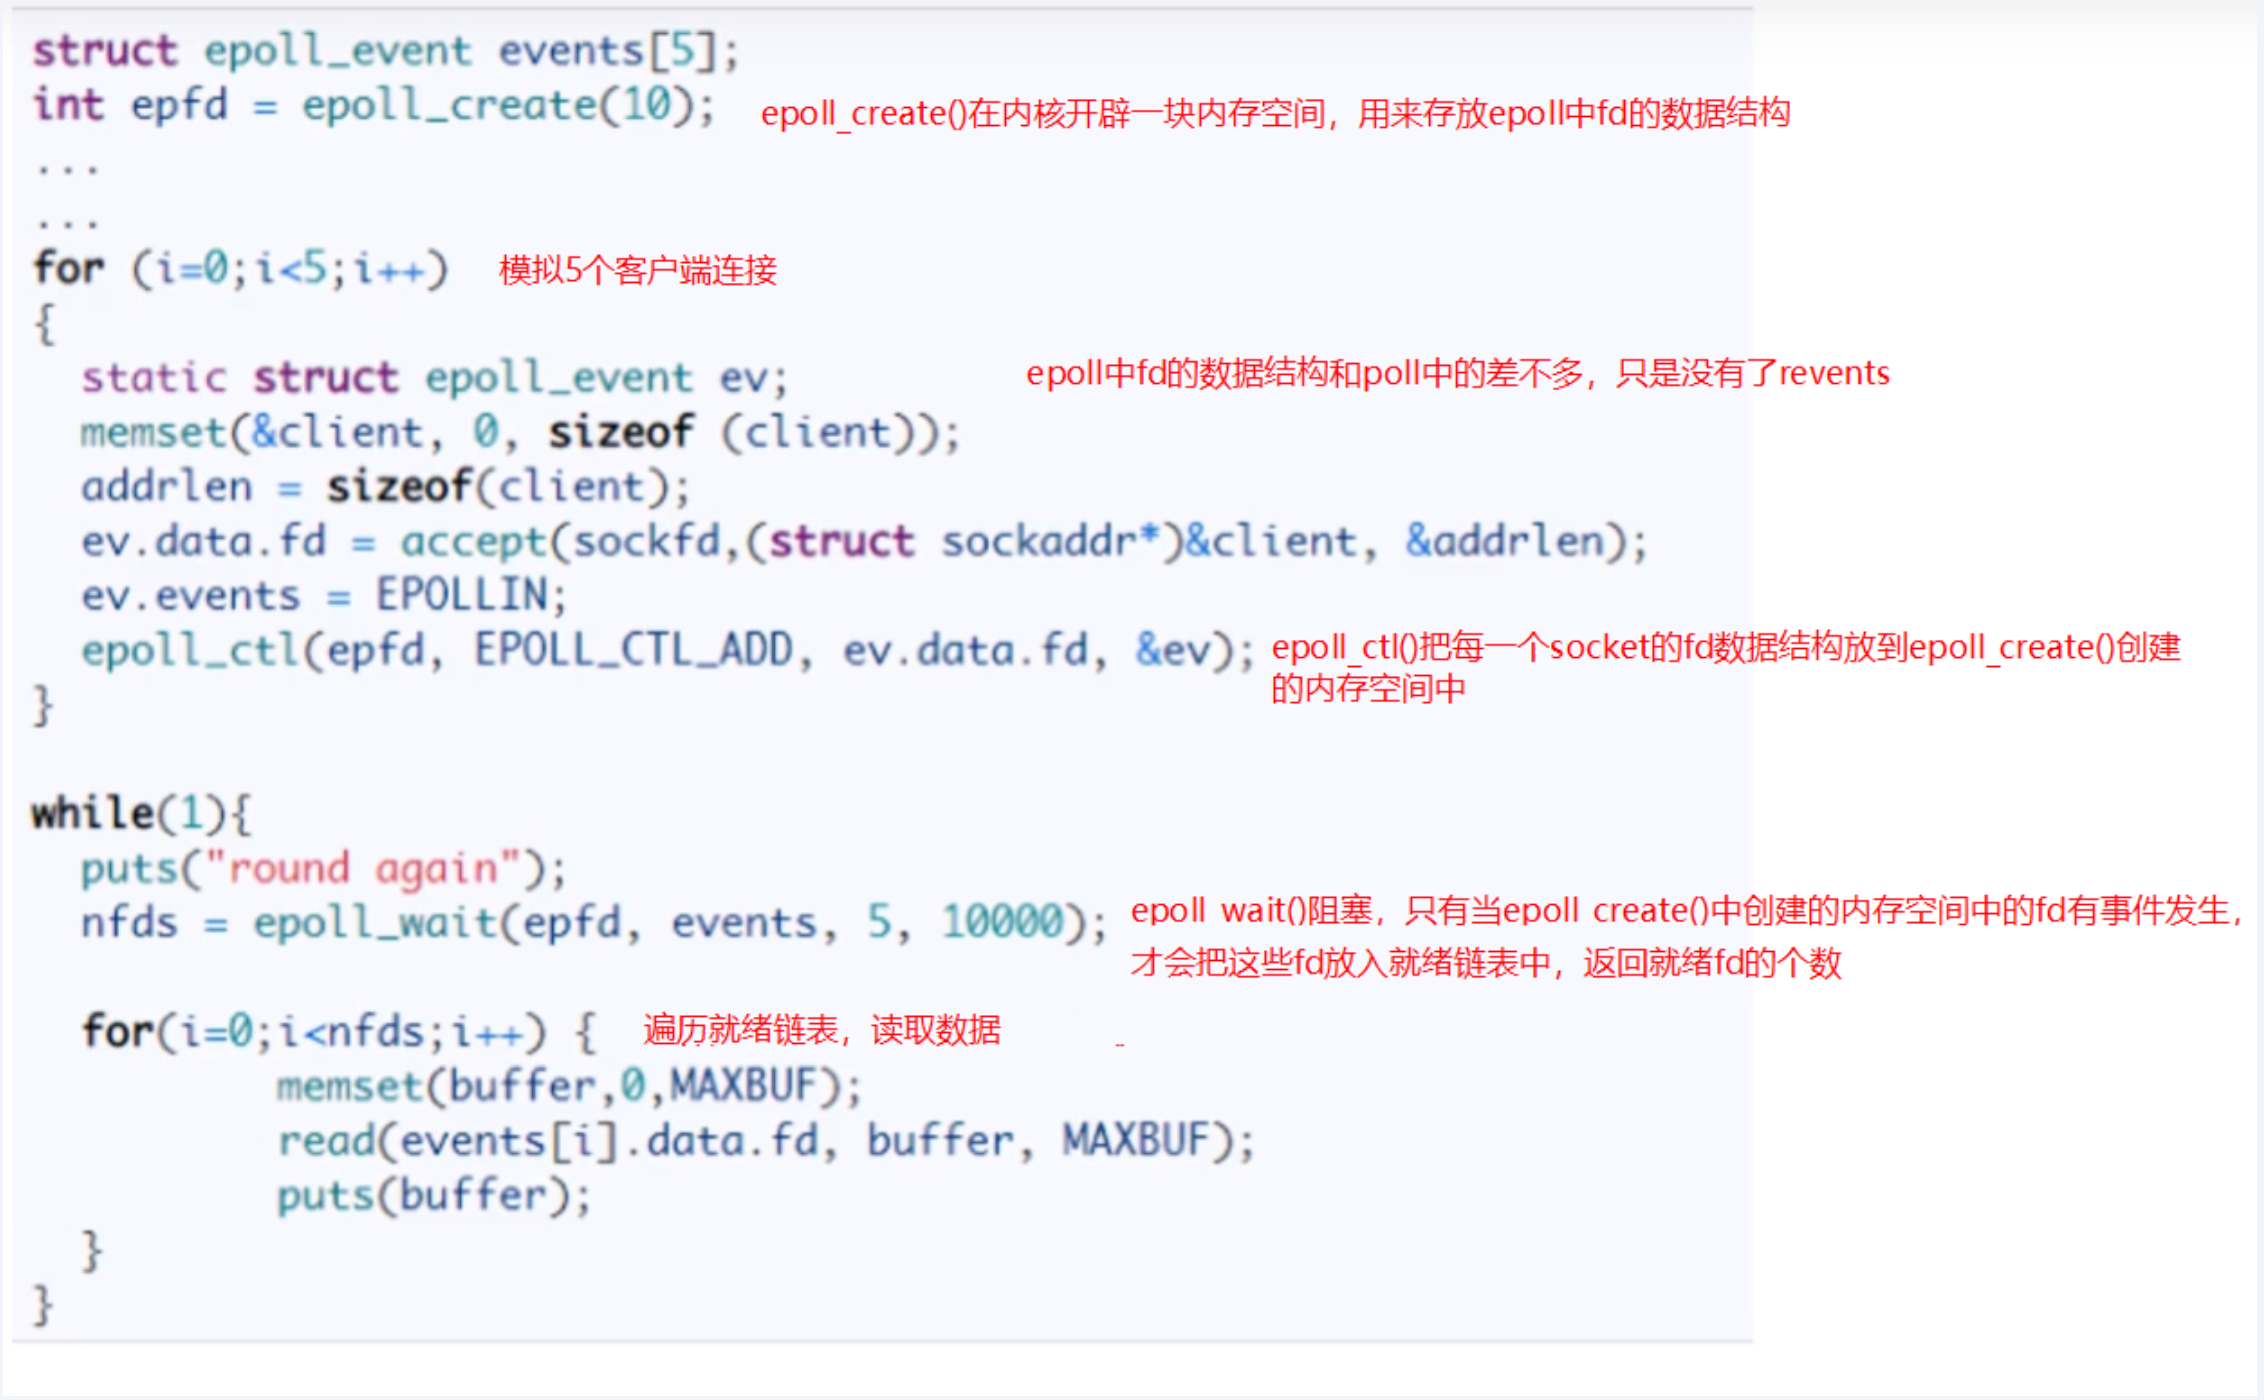 struct epoll_event events[5];
int epfd = epoll_create(10); epoll_create()在内核开辟一块内存空间，用来存放epoll中fd的数据结构
...
...
for (i=0;i<5;i++) 模拟5个客户端连接
{
static struct epoll_event ev; epoll中fd的数据结构和poll中的差不多，只是没有了revents
memset(&client, 0, sizeof (client));
addrlen = sizeof(client);
ev.data.fd = accept(sockfd,(struct sockaddr*)&client, &addrlen);
ev.events = EPOLLIN;
epoll_ctl(epfd, EPOLL_CTL_ADD, ev.data.fd, &ev); epoll_ctl()把每一个socket的fd数据结构放到epoll_create()创建
的内存空间中
}
while(1){
puts("round again");
nfds = epoll_wait(epfd, events, 5, 10000); epoll wait()阻塞，只有当epoll create()中创建的内存空间中的fd有事件发生，
才会把这些fd放入就绪链表中，返回就绪fd的个数
for(i=0;i<nfds;i++) { 遍历就绪链表，读取数据
memset(buffer,0,MAXBUF);
read(events[i].data.fd, buffer, MAXBUF);
puts(buffer);
}
}